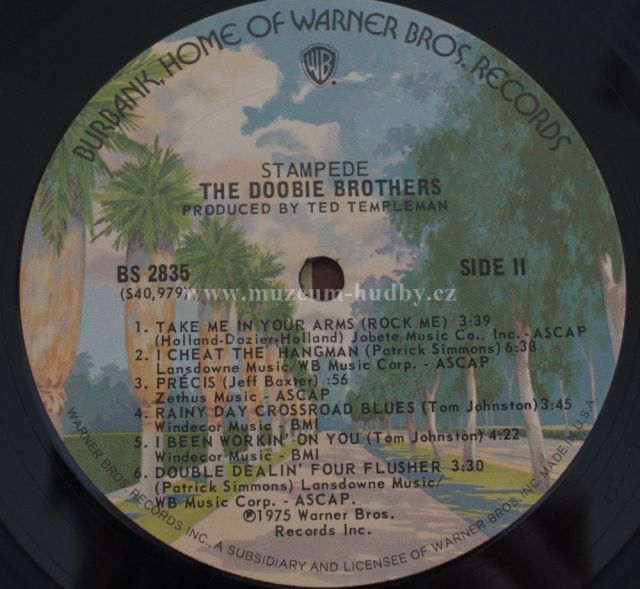 BURBANK, HOME OF WARNER BROS. RECORDS
WB
STAMPEDE
THE DOOBIE BROTHERS
PRODUCED BY TED TEMPLEMAN
BS 2835
(S40,979)
SIDE II
www.muzeum-hudby.cz
1. TAKE ME IN YOUR ARMS (ROCK ME) 3:39
(Holland-Dozier-Holland) Jobete Music Co., Inc. - ASCAP
2. I CHEAT THE HANGMAN (Patrick Simmons) 6:38
Lansdowne Music/WB Music Corp. - ASCAP
3. PRÉCIS (Jeff Baxter) :56
Zethus Music - ASCAP
4. RAINY DAY CROSSROAD BLUES (Tom Johnston) 3:45
Windecor Music - BMI
5. I BEEN WORKIN' ON YOU (Tom Johnston) 4:22
Windecor Music - BMI
6. DOUBLE DEALIN' FOUR FLUSHER 3:30
(Patrick Simmons) Lansdowne Music/
WB Music Corp. - ASCAP.
℗1975 Warner Bros.
Records Inc.
WARNER BROS. RECORDS INC., A SUBSIDIARY AND LICENSEE OF WARNER BROS. INC. MADE IN U.S.A.